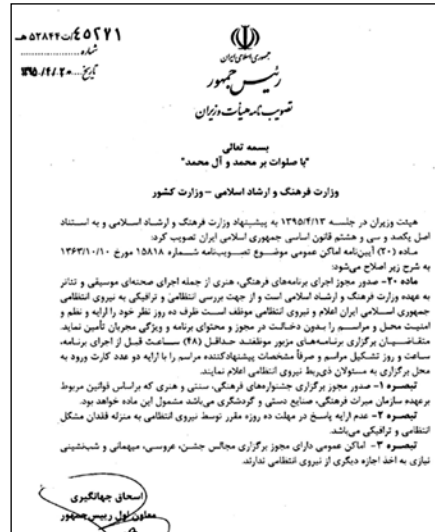 ۴۵۲۷۱/ت۵۲۸۴۴هـ
شماره
تاریخ ۱۳۹۵/۴/۲۰
جمهوری اسلامی ایران
رئیس جمهور
تصویب نامه هیأت وزیران
بسمه تعالی
"با صلوات بر محمد و آل محمد"
وزارت فرهنگ و ارشاد اسلامی – وزارت کشور
هیئت وزیران در جلسه ۱۳۹۵/۴/۱۳ به پیشنهاد وزارت فرهنگ و ارشاد اسلامی و به استناد
اصل یکصد و سی و هشتم قانون اساسی جمهوری اسلامی ایران تصویب کرد:
ماده (۲۰) آیین‌نامه اماکن عمومی موضوع تصویب‌نامه شماره ۱۵۸۱۸ مورخ ۱۳۶۳/۱۰/۱۰
به شرح زیر اصلاح می‌شود:
ماده ۲۰- صدور مجوز اجرای برنامه‌های فرهنگی، هنری از جمله اجرای صحنه‌ای موسیقی و تئاتر
به عهده وزارت فرهنگ و ارشاد اسلامی است و از جهت بررسی انتظامی و ترافیکی به نیروی انتظامی
جمهوری اسلامی ایران اعلام و نیروی انتظامی موظف است ظرف ده روز نظر خود را ارایه و نظم و
امنیت محل و مراسم را بدون دخالت در مجوز و محتوای برنامه و ویژگی مجریان تأمین نماید.
متقاضیان برگزاری برنامه‌های مزبور موظفند حداقل (۴۸) ساعت قبل از اجرای برنامه،
ساعت و روز تشکیل مراسم و صرفاً مشخصات پیشنهادکننده مراسم را با ارایه دو عدد کارت ورود به
محل برگزاری به مسئولان ذی‌ربط نیروی انتظامی اعلام نمایند.
تبصره ۱- صدور مجوز برگزاری جشنواره‌های فرهنگی، سنتی و هنری که براساس قوانین مربوط
برعهده سازمان میراث فرهنگی، صنایع دستی و گردشگری می‌باشد مشمول این ماده خواهد بود.
تبصره ۲- عدم ارایه پاسخ در مهلت ده روزه مقرر توسط نیروی انتظامی به منزله فقدان مشکل
انتظامی و ترافیکی می‌باشد.
تبصره ۳- اماکن عمومی دارای مجوز برگزاری مجالس جشن، عروسی، میهمانی و شب‌نشینی
نیازی به اخذ اجازه دیگری از نیروی انتظامی ندارند.
اسحاق جهانگیری
معاون اول رییس جمهور